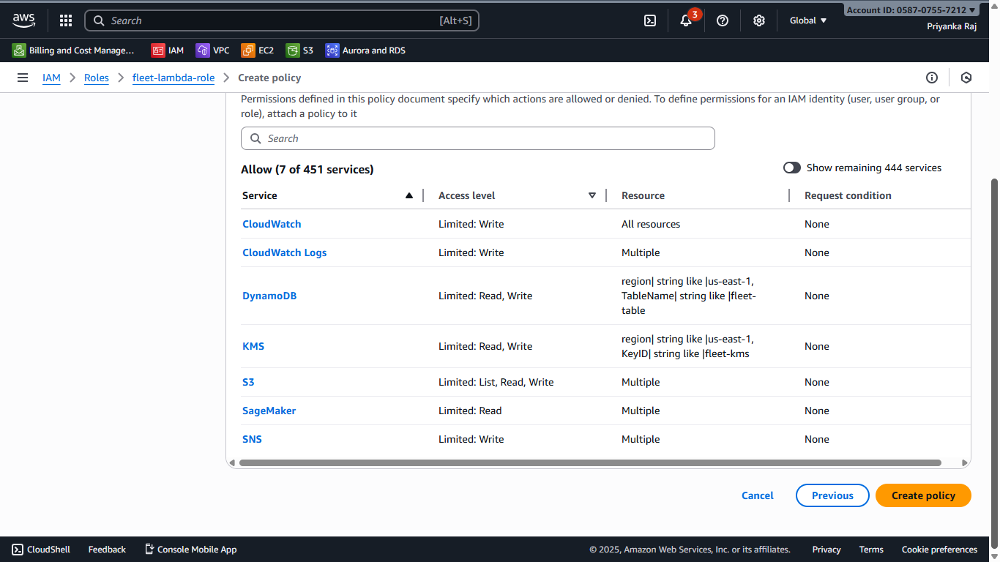 aws
Search
[Alt+S]
3
Global
Account ID: 0587-0755-7212
Priyanka Raj
Billing and Cost Manage...
IAM
VPC
EC2
S3
Aurora and RDS
IAM > Roles > fleet-lambda-role > Create policy
Permissions defined in this policy document specify which actions are allowed or denied. To define permissions for an IAM identity (user, user group, or
role), attach a policy to it
Search
Allow (7 of 451 services)
Show remaining 444 services
Service Access level Resource Request condition
CloudWatch Limited: Write All resources None
CloudWatch Logs Limited: Write Multiple None
DynamoDB Limited: Read, Write region| string like |us-east-1,
TableName| string like |fleet-
table
None
KMS Limited: Read, Write region| string like |us-east-1,
KeyID| string like |fleet-kms
None
S3 Limited: List, Read, Write Multiple None
SageMaker Limited: Read Multiple None
SNS Limited: Write Multiple None
Cancel Previous Create policy
CloudShell Feedback Console Mobile App © 2025, Amazon Web Services, Inc. or its affiliates. Privacy Terms Cookie preferences